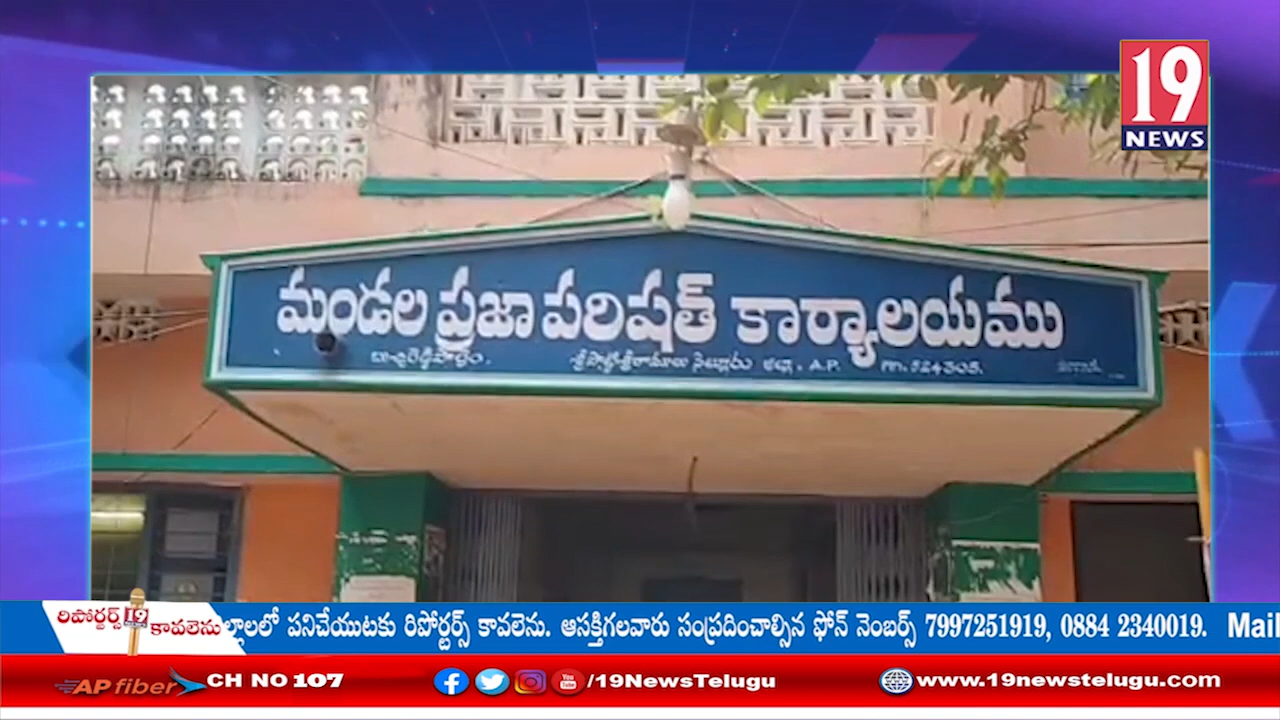 19
NEWS
మండల ప్రజా పరిషత్ కార్యాలయము
శ్రీ పొట్టి శ్రీరాములు నెల్లూరు జిల్లా, A.P.
రిపోర్టర్స్ 19
కావలెను
ల్లాలలో పనిచేయుటకు రిపోర్టర్స్ కావలెను. ఆసక్తిగలవారు సంప్రదించాల్సిన ఫోన్ నెంబర్స్ 7997251919, 0884 2340019. Mail
AP fiber CH NO 107 /19NewsTelugu www.19newstelugu.com